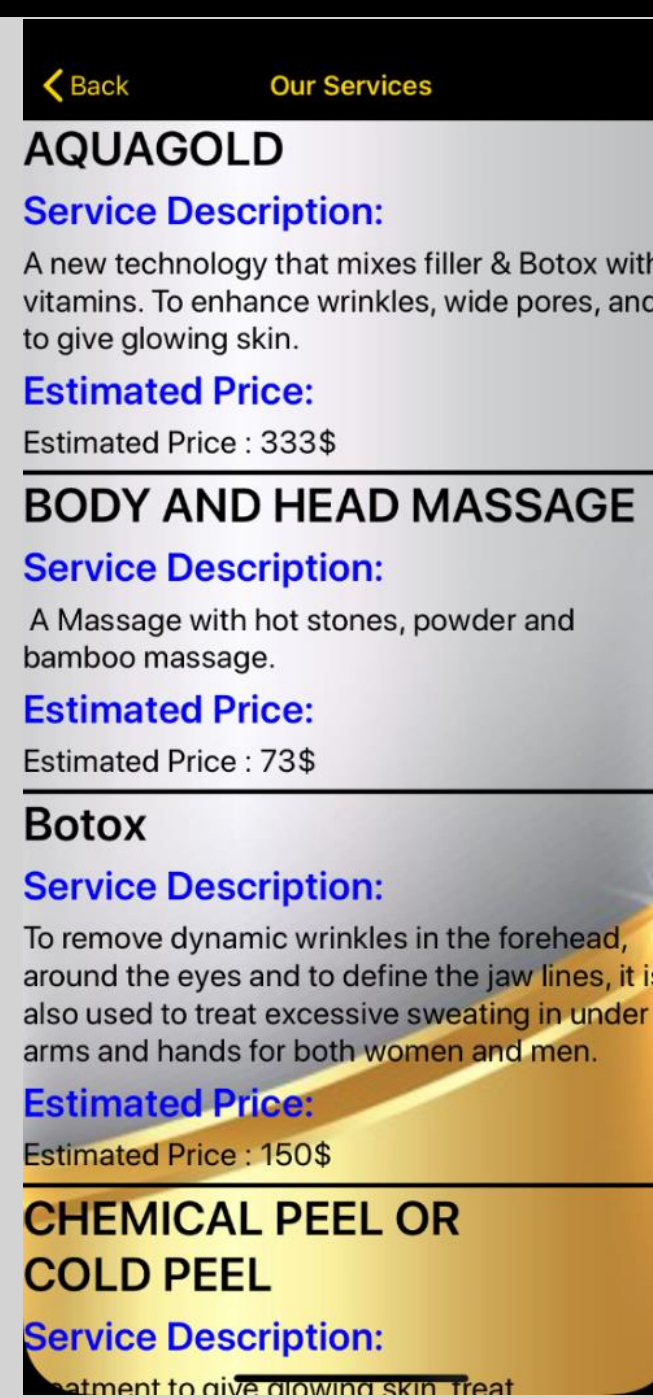 Back
Our Services
AQUAGOLD
Service Description:
A new technology that mixes filler & Botox with
vitamins. To enhance wrinkles, wide pores, and
to give glowing skin.
Estimated Price:
Estimated Price : 333$
BODY AND HEAD MASSAGE
Service Description:
A Massage with hot stones, powder and
bamboo massage.
Estimated Price:
Estimated Price : 73$
Botox
Service Description:
To remove dynamic wrinkles in the forehead,
around the eyes and to define the jaw lines, it is
also used to treat excessive sweating in under
arms and hands for both women and men.
Estimated Price:
Estimated Price : 150$
CHEMICAL PEEL OR
COLD PEEL
Service Description:
to give glowing skin treat